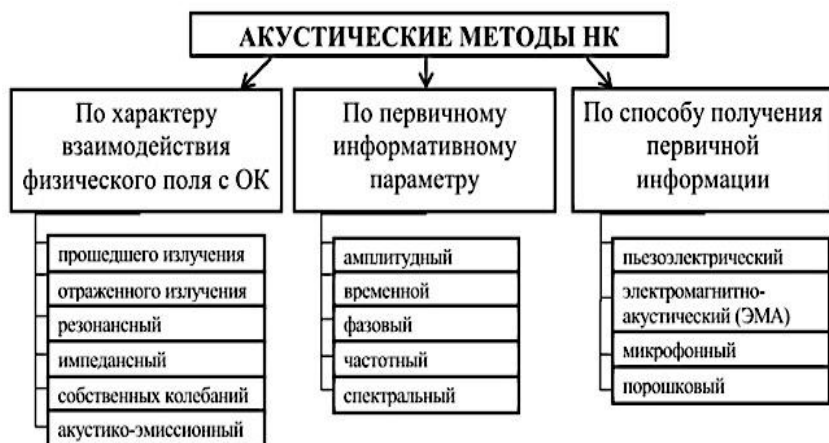 АКУСТИЧЕСКИЕ МЕТОДЫ НК
По характеру
взаимодействия
физического поля с ОК
прошедшего излучения
отраженного излучения
резонансный
импедансный
собственных колебаний
акустико-эмиссионный
По первичному
информативному
параметру
амплитудный
временной
фазовый
частотный
спектральный
По способу получения
первичной
информации
пьезоэлектрический
электромагнитно-
акустический (ЭМА)
микрофонный
порошковый